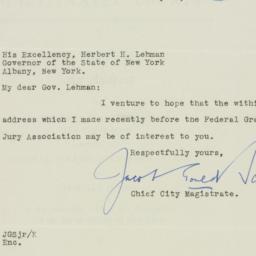 His Excellency, Herbert H. Lehman
Governor of the State of New York
Albany, New York.
My dear Gov. Lehman:
I venture to hope that the
address which I made recently before the Federal
Jury Association may be of interest to you.
Respectfully yours,
Jacob Gould
Chief City Magistrate.
JGSjr/K
Enc.